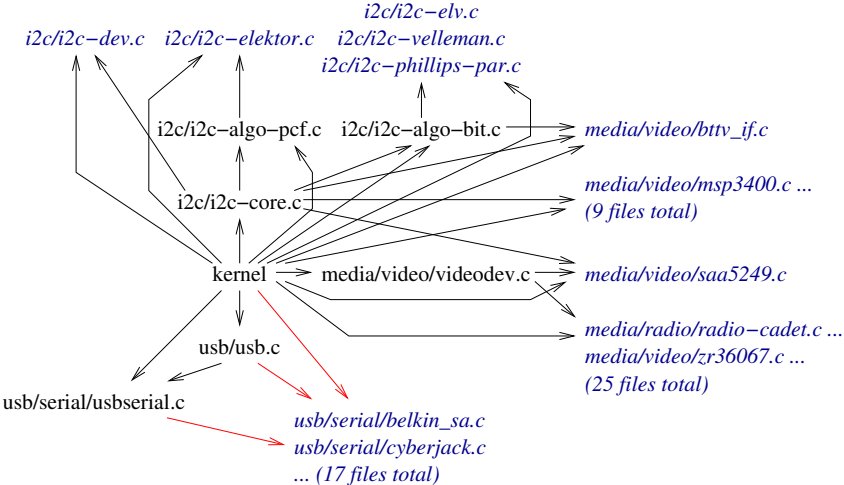 i2c/i2c−elv.c
i2c/i2c−dev.c
i2c/i2c−elektor.c
i2c/i2c−velleman.c
i2c/i2c−phillips−par.c
i2c/i2c−algo−pcf.c
i2c/i2c−algo−bit.c
media/video/bttv_if.c
media/video/msp3400.c ...
(9 files total)
i2c/i2c−core.c
kernel
media/video/videodev.c
media/video/saa5249.c
media/radio/radio−cadet.c ...
media/video/zr36067.c ...
(25 files total)
usb/usb.c
usb/serial/usbserial.c
usb/serial/belkin_sa.c
usb/serial/cyberjack.c
... (17 files total)